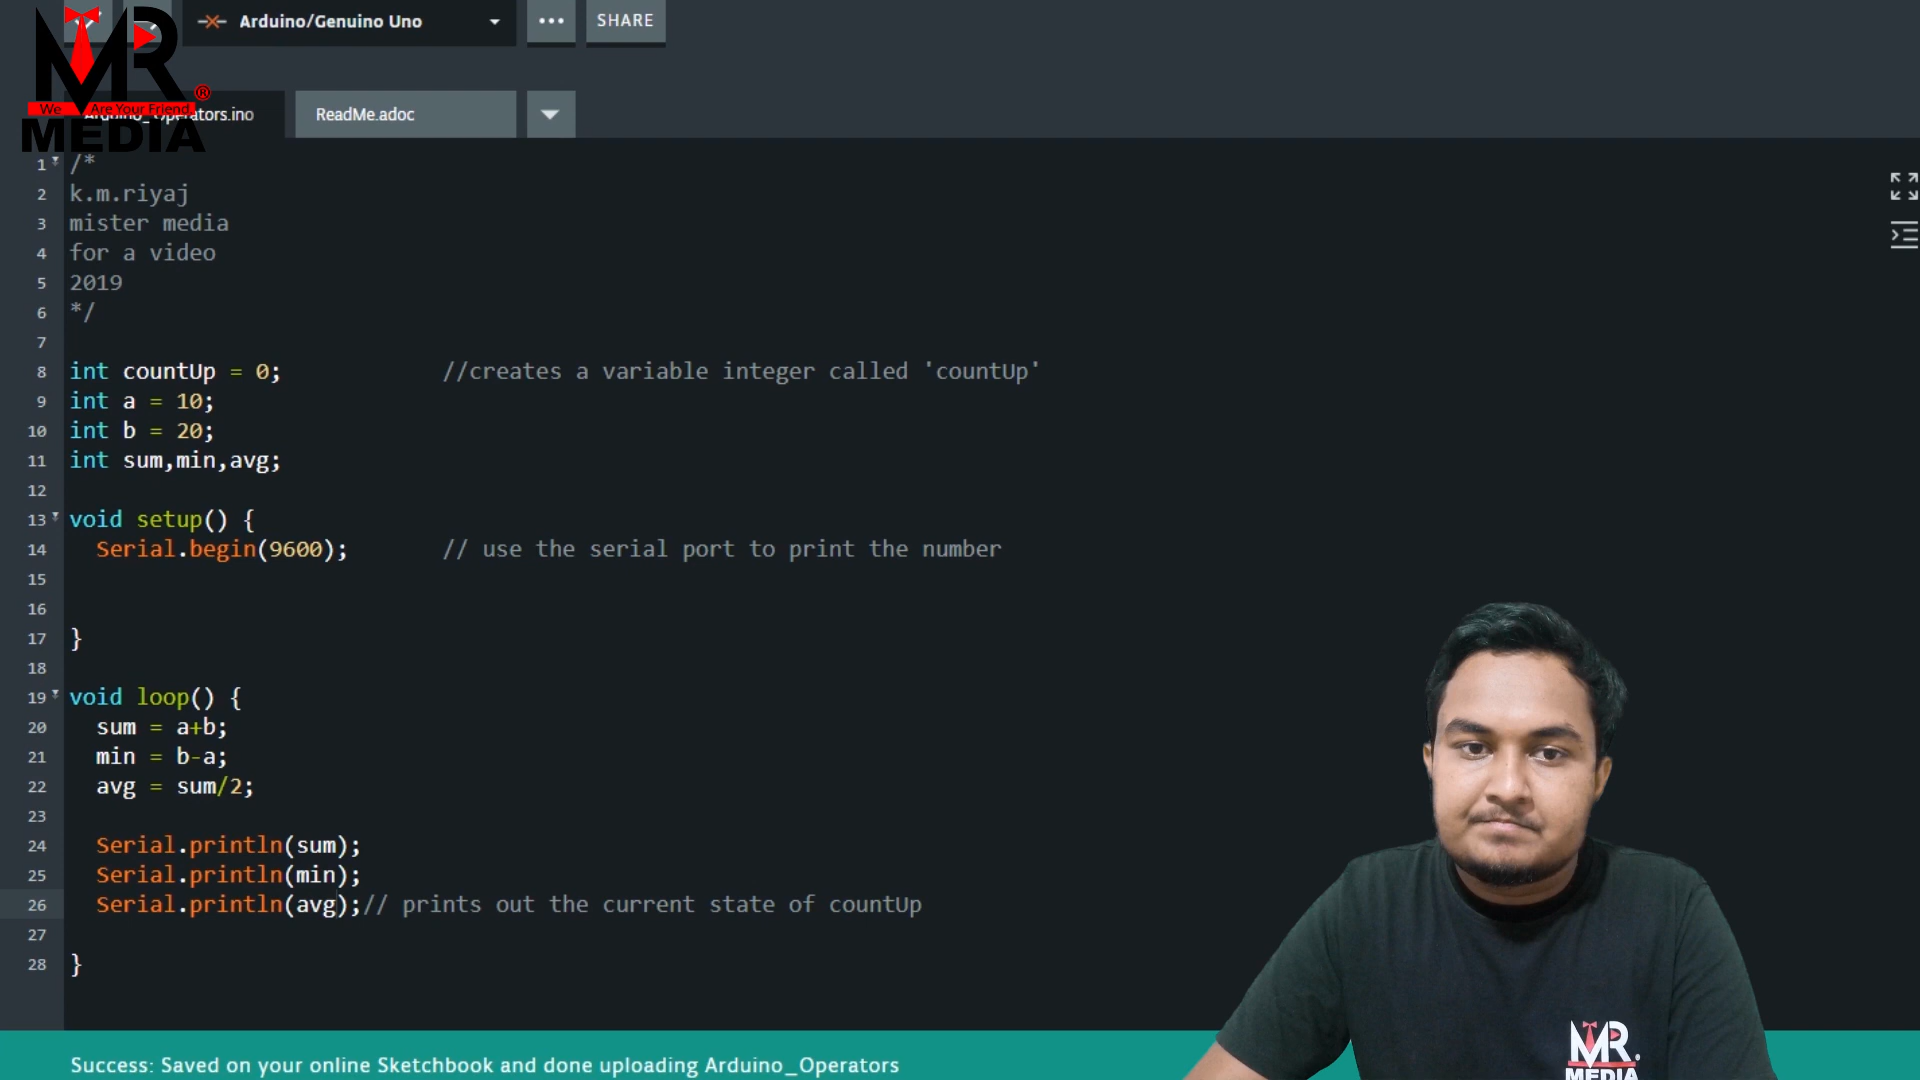 Arduino/Genuino Uno
SHARE
MR
We Are Your Friend
MEDIA
®
Arduino_Operators.ino
ReadMe.adoc
1 /*
2 k.m.riyaj
3 mister media
4 for a video
5 2019
6 */
7
8 int countUp = 0; //creates a variable integer called 'countUp'
9 int a = 10;
10 int b = 20;
11 int sum,min,avg;
12
13 void setup() {
14 Serial.begin(9600); // use the serial port to print the number
15
16
17 }
18
19 void loop() {
20 sum = a+b;
21 min = b-a;
22 avg = sum/2;
23
24 Serial.println(sum);
25 Serial.println(min);
26 Serial.println(avg);// prints out the current state of countUp
27
28 }
MR
MEDIA
Success: Saved on your online Sketchbook and done uploading Arduino_Operators